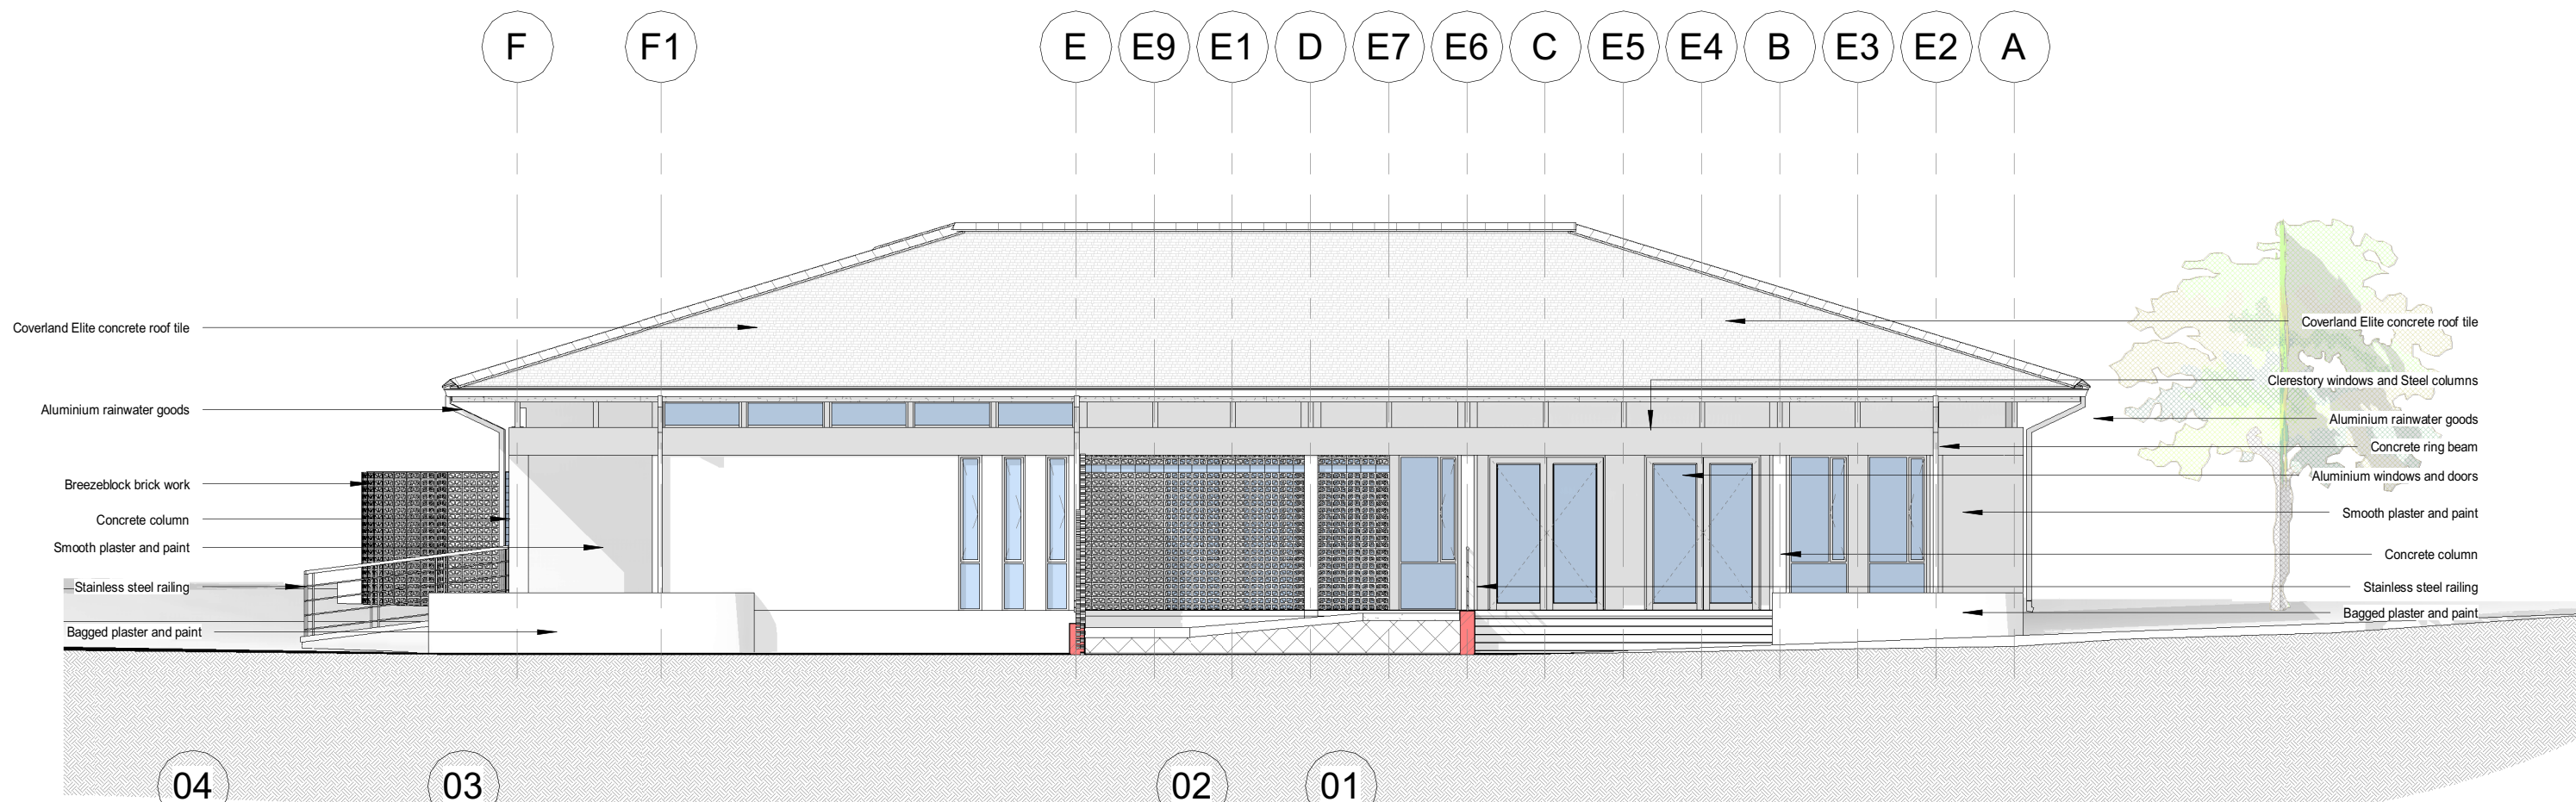 F F1 E E9 E1 D E7 E6 C E5 E4 B E3 E2 A
Coverland Elite concrete roof tile
Aluminium rainwater goods
Breezeblock brick work
Concrete column
Smooth plaster and paint
Stainless steel railing
Bagged plaster and paint
Coverland Elite concrete roof tile
Clerestory windows and Steel columns
Aluminium rainwater goods
Concrete ring beam
Aluminium windows and doors
Smooth plaster and paint
Concrete column
Stainless steel railing
Bagged plaster and paint
04 03 02 01